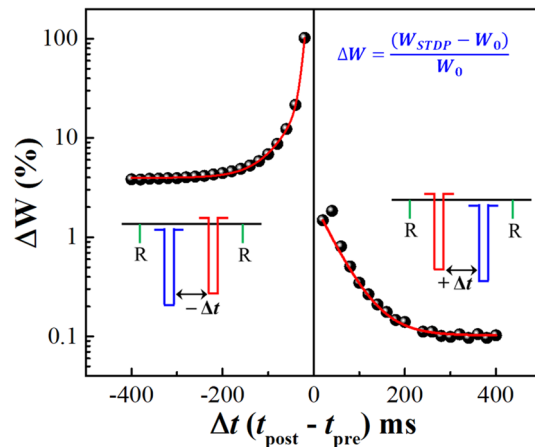 100
10
1
0.1
ΔW (%)
ΔW = (W_STDP − W_0) / W_0
R R
− Δt
R R
+ Δt
-400 -200 0 200 400
Δt (t_post - t_pre) ms